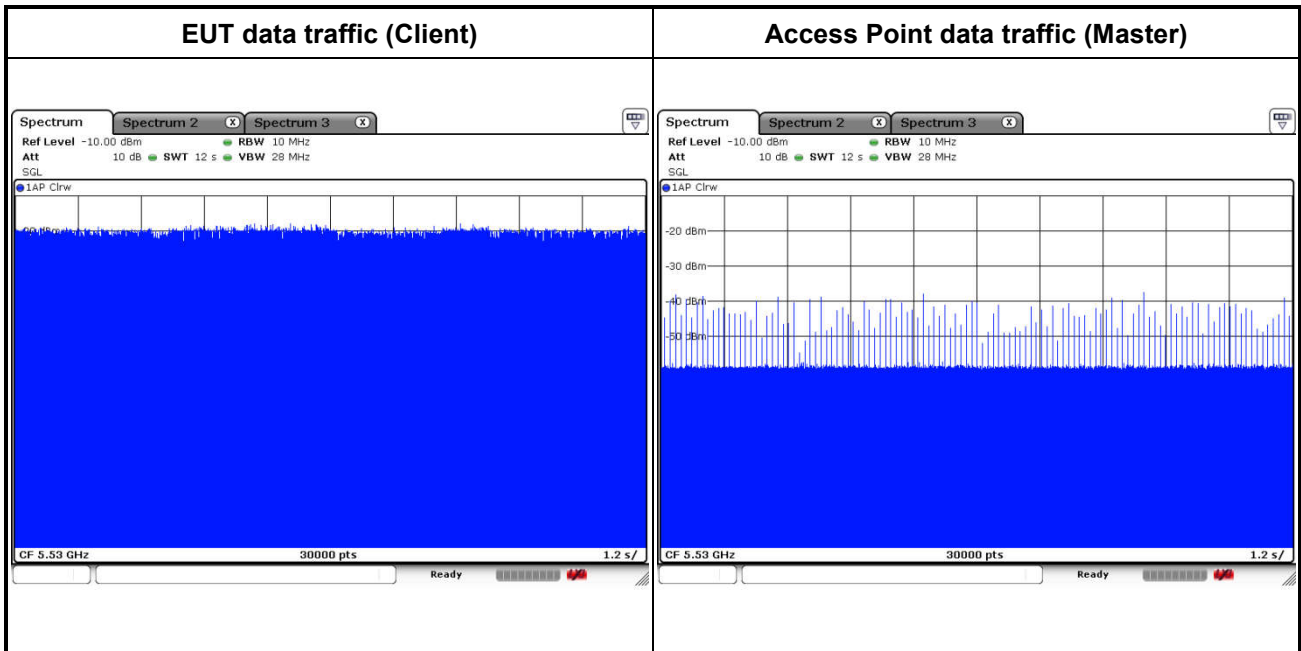 EUT data traffic (Client)
Spectrum Spectrum 2 X Spectrum 3 X
Ref Level -10.00 dBm RBW 10 MHz
Att 10 dB SWT 12 s VBW 28 MHz
SGL
1AP Clrw
CF 5.53 GHz 30000 pts 1.2 s/
Ready
Access Point data traffic (Master)
Spectrum Spectrum 2 X Spectrum 3 X
Ref Level -10.00 dBm RBW 10 MHz
Att 10 dB SWT 12 s VBW 28 MHz
SGL
1AP Clrw
-20 dBm
-30 dBm
-40 dBm
-50 dBm
CF 5.53 GHz 30000 pts 1.2 s/
Ready